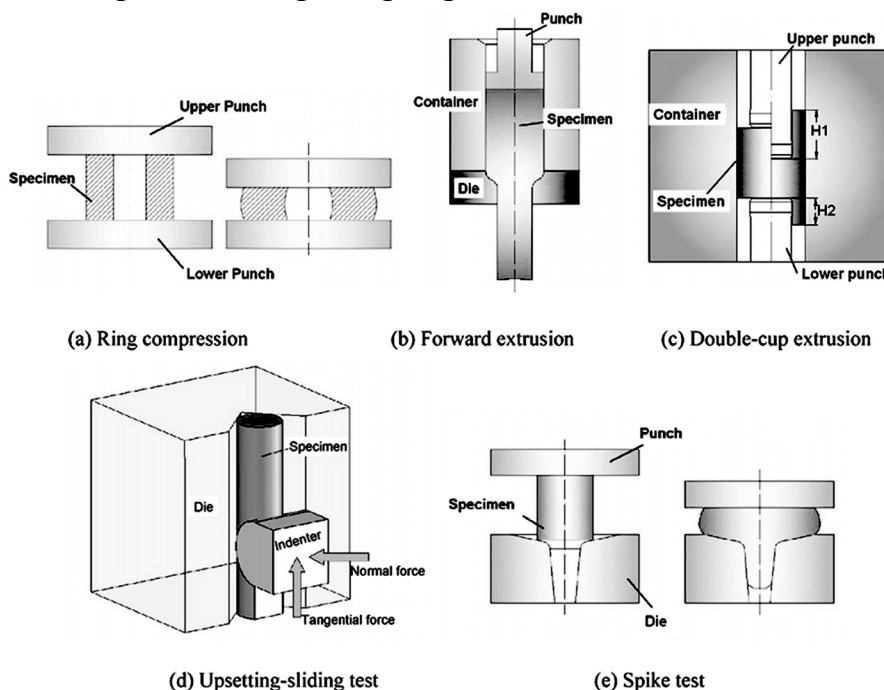 Upper Punch
Specimen
Lower Punch
(a) Ring compression
Punch
Container
Specimen
Die
(b) Forward extrusion
Upper punch
Container
H1
Specimen
H2
Lower punch
(c) Double-cup extrusion
Specimen
Die
Indenter
Normal force
Tangential force
(d) Upsetting-sliding test
Punch
Specimen
Die
(e) Spike test